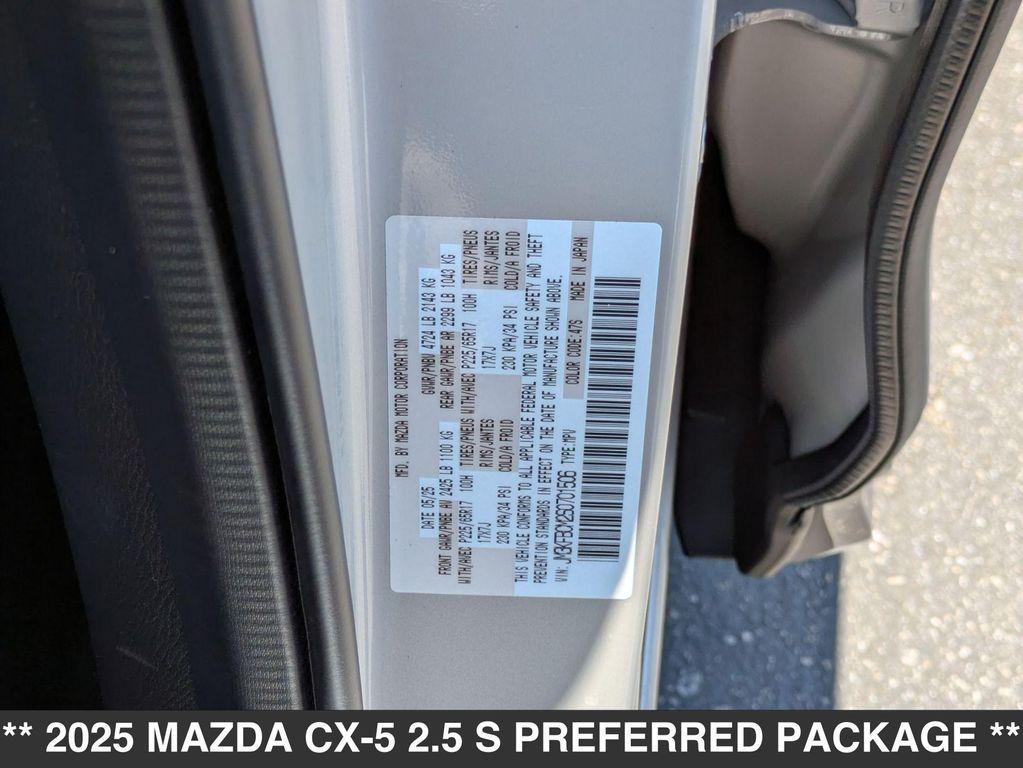 MFD. BY MAZDA MOTOR CORPORATION
DATE 05/25 GVWR/PNBV 4724 LB 2143 KG
FRONT GAWR/PNBE AV 2425 LB 1100 KG REAR GAWR/PNBE AR 2299 LB 1043 KG
WITH/AVEC P225/65R17 100H TIRES/PNEUS WITH/AVEC P225/65R17 100H TIRES/PNEUS
17X7J RIMS/JANTES 17X7J RIMS/JANTES
230 KPA/34 PSI COLD/A FROID 230 KPA/34 PSI COLD/A FROID
THIS VEHICLE CONFORMS TO ALL APPLICABLE FEDERAL MOTOR VEHICLE SAFETY AND THEFT
PREVENTION STANDARDS IN EFFECT ON THE DATE OF MANUFACTURE SHOWN ABOVE.
VIN: TYPE:MPV COLOR CODE:47S MADE IN JAPAN
** 2025 MAZDA CX-5 2.5 S PREFERRED PACKAGE **